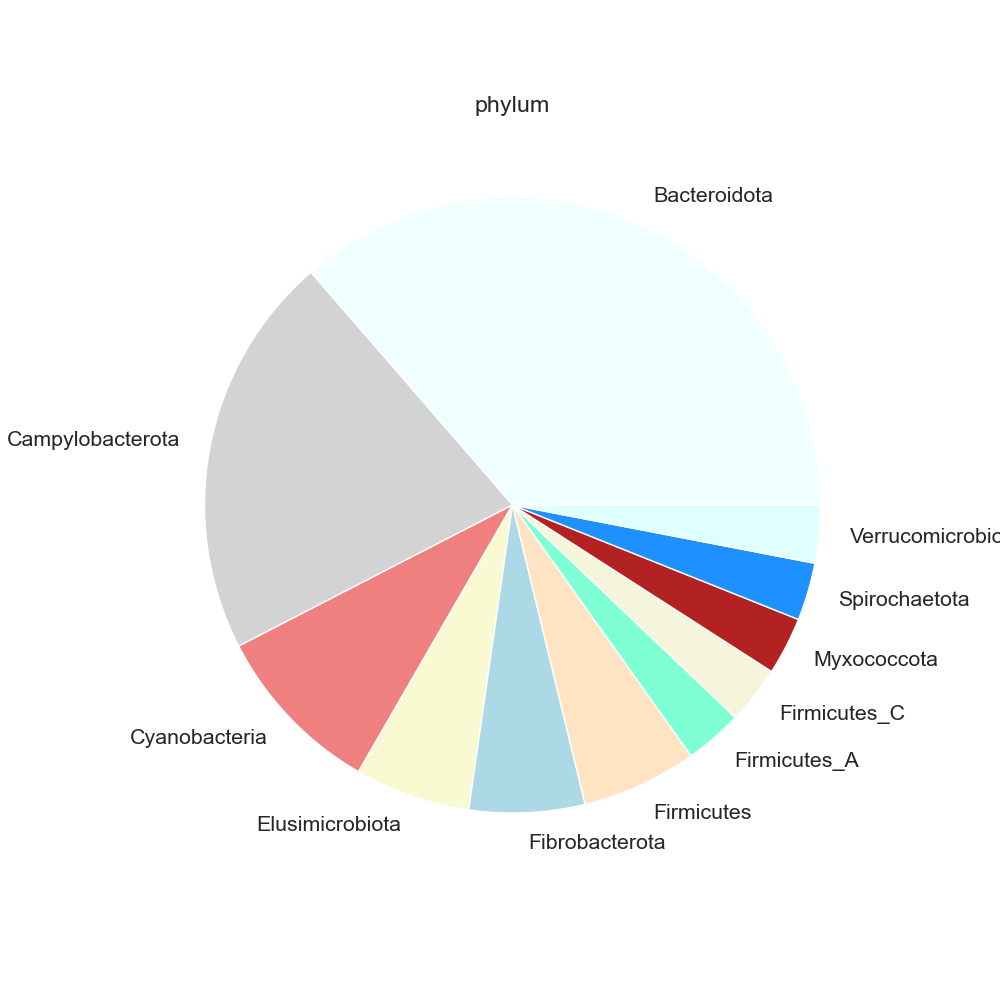 phylum
Bacteroidota
Campylobacterota
Verrucomicrobio
Spirochaetota
Myxococcota
Firmicutes_C
Cyanobacteria
Firmicutes_A
Firmicutes
Elusimicrobiota
Fibrobacterota